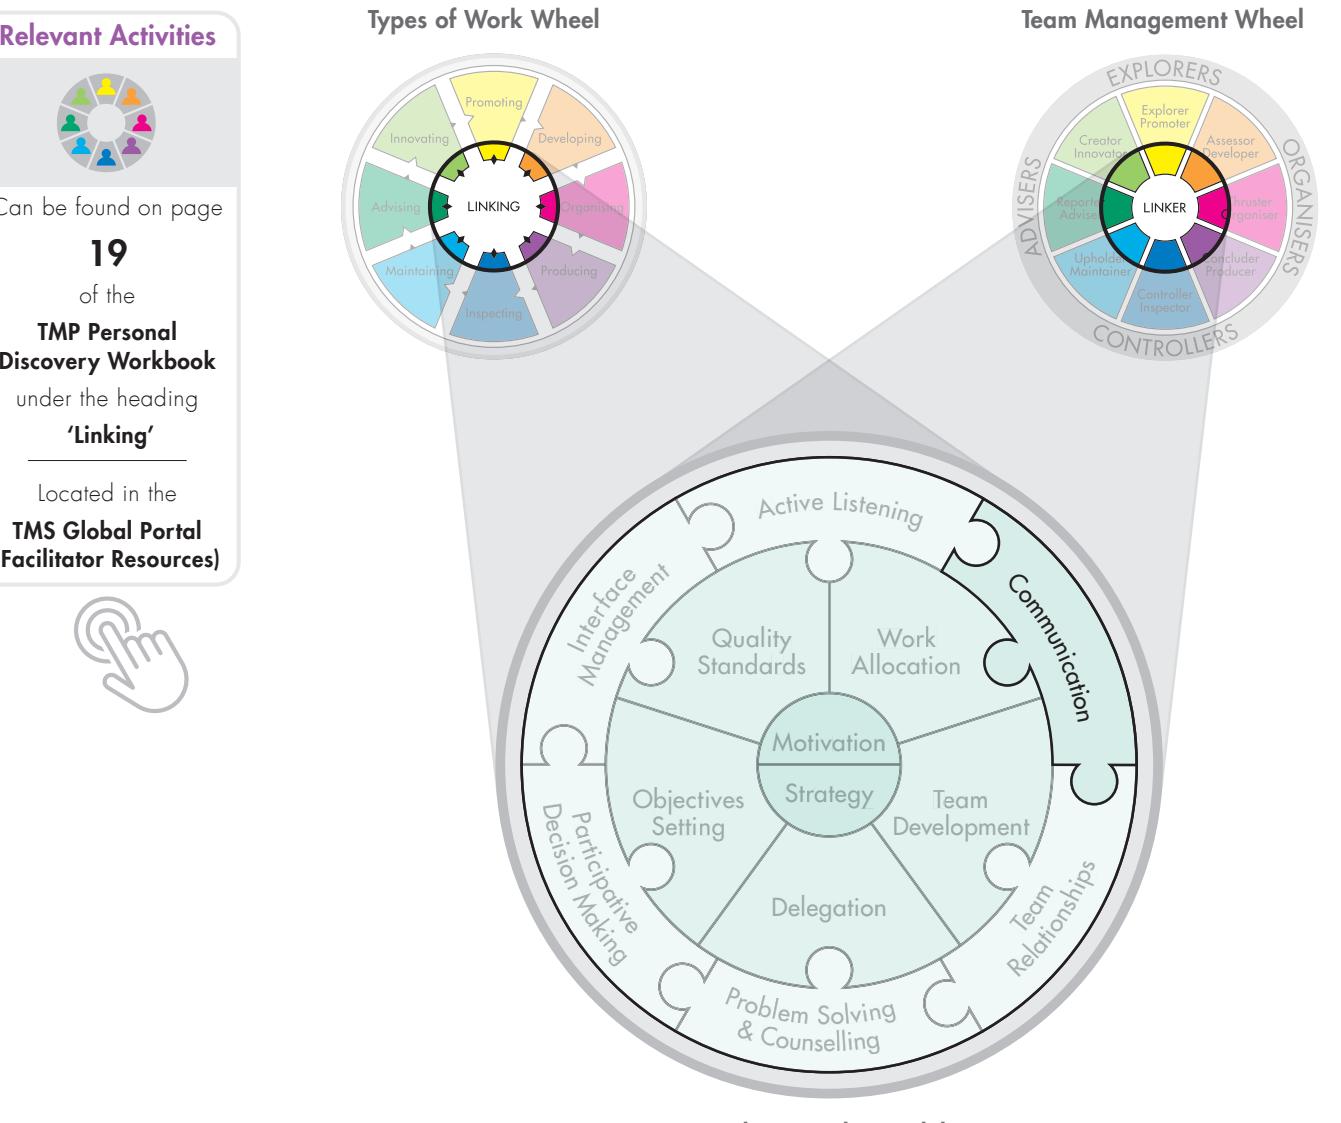 Relevant Activities
Can be found on page
19
of the
TMP Personal
Discovery Workbook
under the heading
‘Linking’
Located in the
TMS Global Portal
Facilitator Resources)
Types of Work Wheel
Promoting
Developing
Organising
Producing
Inspecting
Maintaining
Advising
Innovating
LINKING
Team Management Wheel
EXPLORERS
ORGANISERS
CONTROLLERS
ADVISERS
Explorer
Promoter
Assessor
Developer
Thruster
Organiser
Concluder
Producer
Controller
Inspector
Upholder
Maintainer
Reporter
Adviser
Creator
Innovator
LINKER
Active Listening
Communication
Team
Relationships
Problem Solving
& Counselling
Participative
Decision Making
Interface
Management
Quality
Standards
Work
Allocation
Objectives
Setting
Team
Development
Delegation
Motivation
Strategy